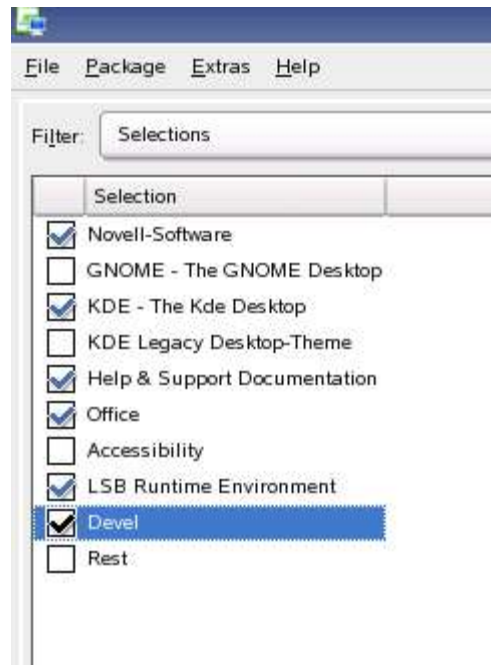 File Package Extras Help
Filter: Selections
Selection
Novell-Software
GNOME - The GNOME Desktop
KDE - The Kde Desktop
KDE Legacy Desktop-Theme
Help & Support Documentation
Office
Accessibility
LSB Runtime Environment
Devel
Rest